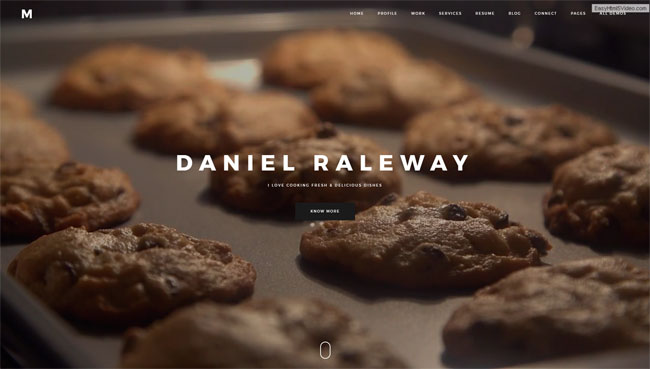 M
HOME PROFILE WORK SERVICES RESUME BLOG CONNECT PAGES ALL DEMOS
EasyHtml5Video.com
DANIEL RALEWAY
I LOVE COOKING FRESH & DELICIOUS DISHES
KNOW MORE